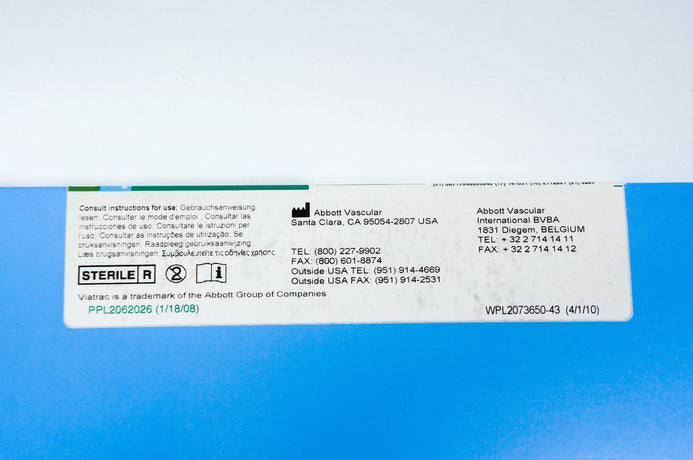 Consult instructions for use: Gebrauchsanweisung
lesen. Consulter le mode d'emploi . Consultar las
instrucciones de uso. Consultare le istruzioni per
l'uso. Consultar as instruções de utilização. Se
bruksanvisningen. Raadpleeg gebruiksaanwijzing.
Læs brugsanvisningen. Συμβουλευτείτε τις οδηγίες χρήσης
STERILE R
2
i
Viatrac is a trademark of the Abbott Group of Companies.
PPL2062026 (1/18/08)
Abbott Vascular
Santa Clara, CA 95054-2807 USA
TEL: (800) 227-9902
FAX: (800) 601-8874
Outside USA TEL: (951) 914-4669
Outside USA FAX: (951) 914-2531
Abbott Vascular
International BVBA
1831 Diegem, BELGIUM
TEL: + 32 2 714 14 11
FAX: + 32 2 714 14 12
WPL2073650-43 (4/1/10)